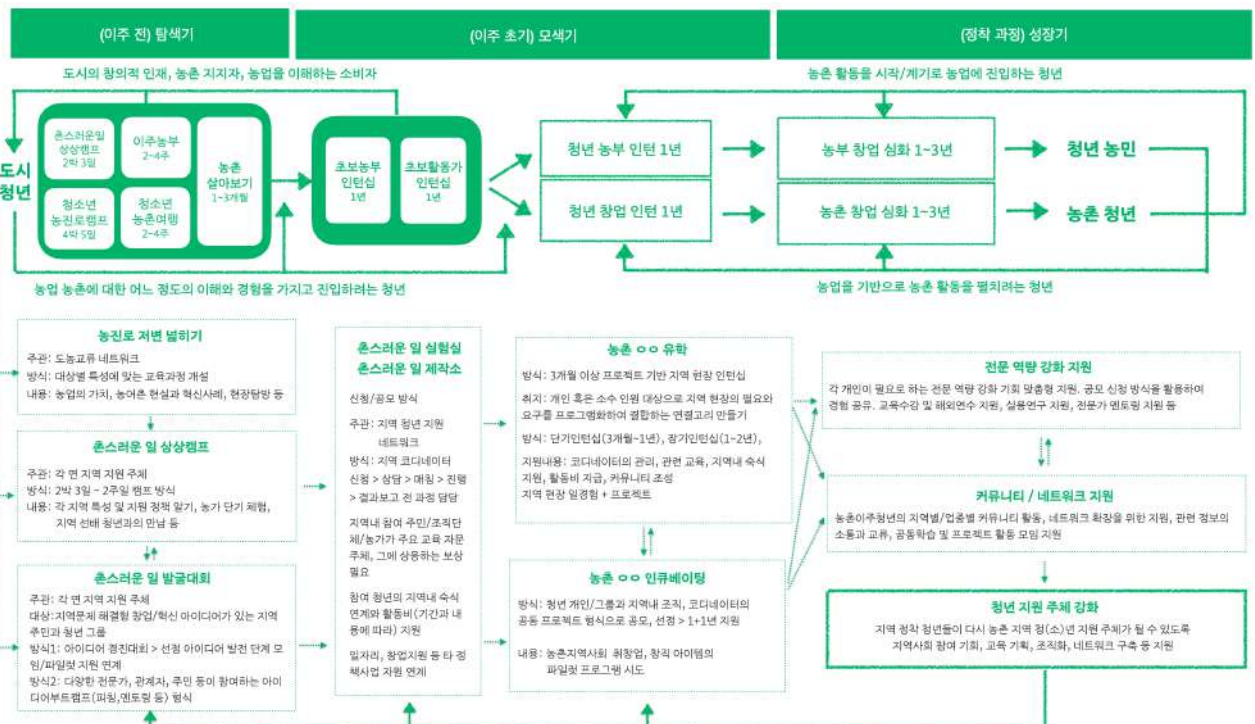 (이주 전) 탐색기
(이주 초기) 모색기
(정착 과정) 성장기
도시의 창의적 인재, 농촌 지지자, 농업을 이해하는 소비자
농촌 활동을 시작/계기로 농업에 진입하는 청년
도시
청년
촌스러운일
상상캠프
2박 3일
이주농부
2~4주
청소년
농진로캠프
4박 5일
청소년
농촌여행
2~4주
농촌
살아보기
1~3개월
초보농부
인턴십
1년
초보활동가
인턴십
1년
청년 농부 인턴 1년
청년 창업 인턴 1년
농부 창업 심화 1~3년
농촌 창업 심화 1~3년
청년 농민
농촌 청년
농업 농촌에 대한 어느 정도의 이해와 경험을 가지고 진입하려는 청년
농업을 기반으로 농촌 활동을 펼치려는 청년
농진로 저변 넓히기
주관: 도농교류 네트워크
방식: 대상별 특성에 맞는 교육과정 개설
내용: 농업의 가치, 농어촌 현실과 혁신사례, 현장탐방 등
촌스러운 일 상상캠프
주관: 각 면 지역 지원 주체
방식: 2박 3일 ~ 2주일 캠프 방식
내용: 각 지역 특성 및 지원 정책 알기, 농가 단기 체험,
지역 선배 청년과의 만남 등
촌스러운 일 발굴대회
주관: 각 면 지역 지원 주체
대상:지역문제 해결형 창업/혁신 아이디어가 있는 지역
주민과 청년 그룹
방식1: 아이디어 경진대회 > 선정 아이디어 발전 단계 모
임/파일럿 지원 연계
방식2: 다양한 전문가, 관계자, 주민 등이 참여하는 아이
디어부트캠프(피칭,멘토링 등) 형식
촌스러운 일 실험실
촌스러운 일 제작소
신청/공모 방식
주관: 지역 청년 지원
네트워크
방식: 지역 코디네이터
신청 > 상담 > 매칭 > 진행
> 결과보고 전 과정 담당
지역내 참여 주민/조직단
체/농가가 주요 교육 자문
주체, 그에 상응하는 보상
필요
참여 청년의 지역내 숙식
연계와 활동비(기간과 내
용에 따라) 지원
일자리, 창업지원 등 타 정
책사업 자원 연계
농촌 ㅇㅇ 유학
방식: 3개월 이상 프로젝트 기반 지역 현장 인턴십
취지: 개인 혹은 소수 인원 대상으로 지역 현장의 필요와
요구를 프로그램화하여 결합하는 연결고리 만들기
방식: 단기인턴십(3개월~1년), 장기인턴십(1~2년),
지원내용: 코디네이터의 관리, 관련 교육, 지역내 숙식
지원, 활동비 지급, 커뮤니티 조성
지역 현장 일경험 + 프로젝트
농촌 ㅇㅇ 인큐베이팅
방식: 청년 개인/그룹과 지역내 조직, 코디네이터의
공동 프로젝트 형식으로 공모, 선정 > 1+1년 지원
내용: 농촌지역사회 취창업, 창직 아이템의
파일럿 프로그램 시도
전문 역량 강화 지원
각 개인이 필요로 하는 전문 역량 강화 기회 맞춤형 지원. 공모 신청 방식을 활용하여
경험 공유. 교육수강 및 해외연수 지원, 실용연구 지원, 전문가 멘토링 지원 등
커뮤니티 / 네트워크 지원
농촌이주청년의 지역별/업종별 커뮤니티 활동, 네트워크 확장을 위한 지원, 관련 정보의
소통과 교류, 공동학습 및 프로젝트 활동 모임 지원
청년 지원 주체 강화
지역 정착 청년들이 다시 농촌 지역 청(소)년 지원 주체가 될 수 있도록
지역사회 참여 기회, 교육 기획, 조직화, 네트워크 구축 등 지원